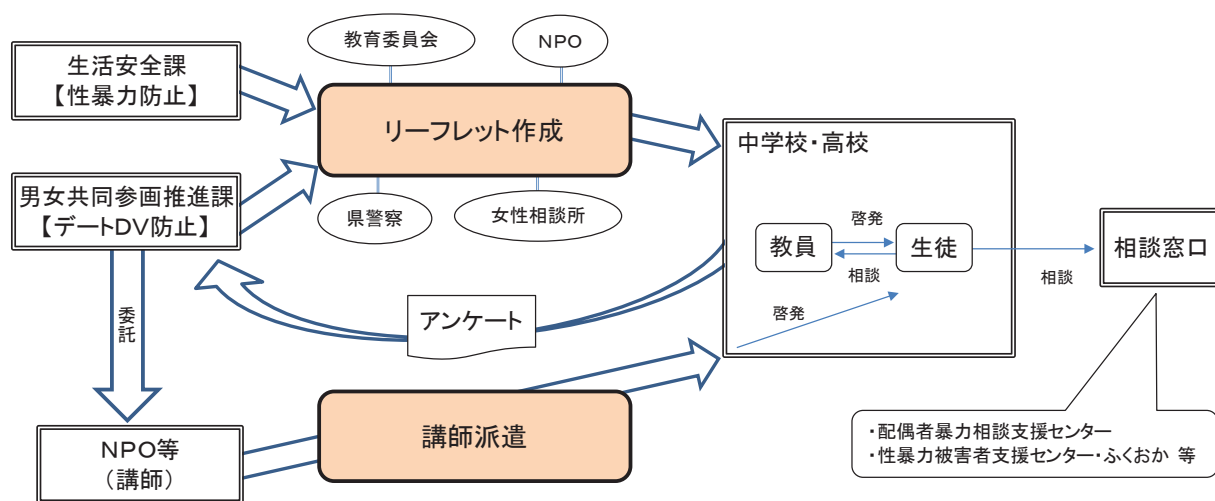 教育委員会
NPO
生活安全課
【性暴力防止】
リーフレット作成
中学校・高校
男女共同参画推進課
【デートDV防止】
県警察
女性相談所
教員
啓発
相談
生徒
相談
相談窓口
啓発
アンケート
委託
NPO等
（講師）
講師派遣
・配偶者暴力相談支援センター
・性暴力被害者支援センター・ふくおか 等